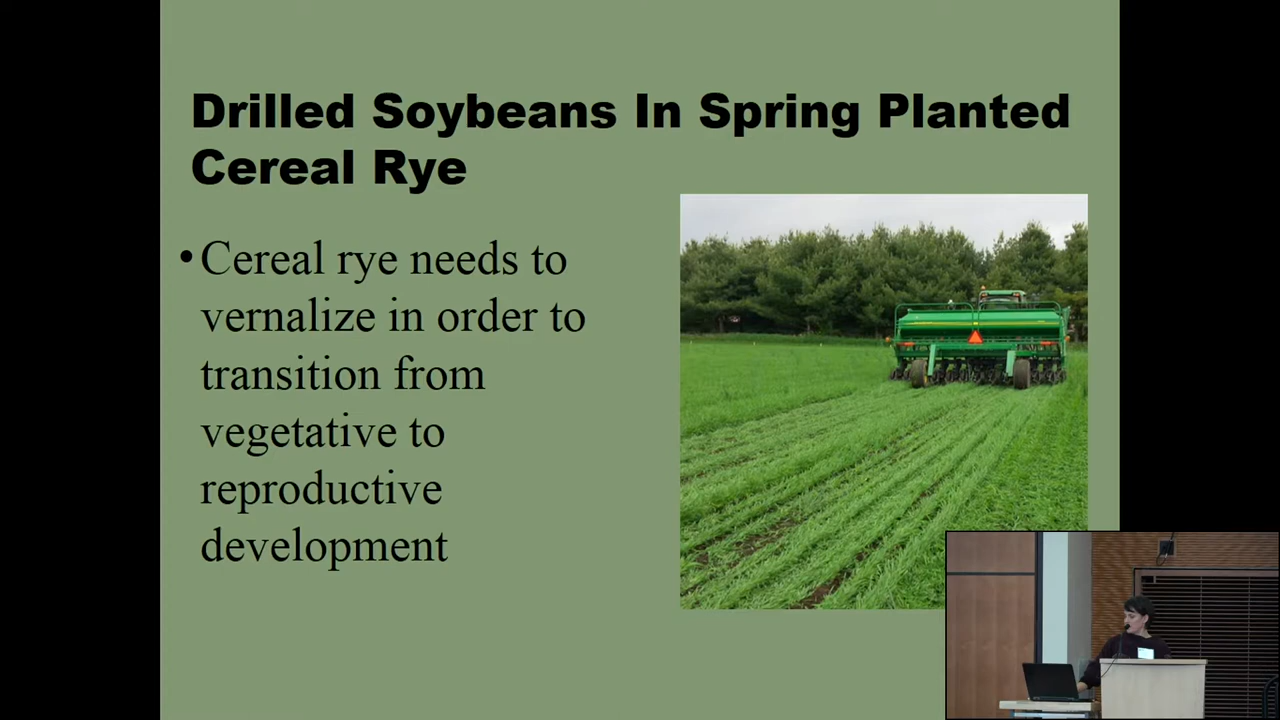 Drilled Soybeans In Spring Planted
Cereal Rye
• Cereal rye needs to
vernalize in order to
transition from
vegetative to
reproductive
development